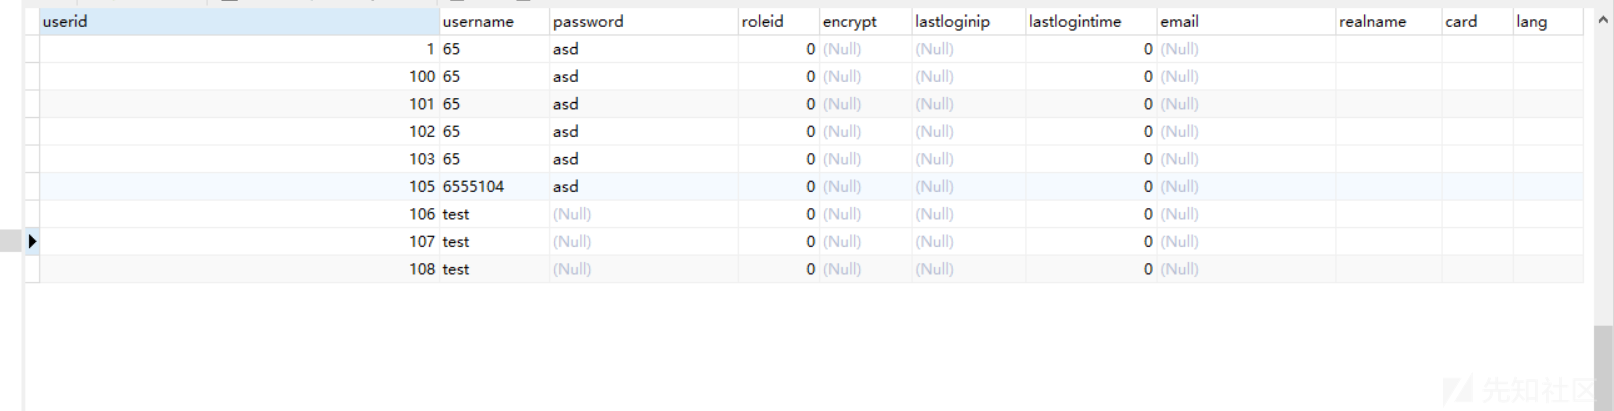 userid username password roleid encrypt lastloginip lastlogintime email realname card lang
1 65 asd 0 (Null) (Null) 0 (Null)
100 65 asd 0 (Null) (Null) 0 (Null)
101 65 asd 0 (Null) (Null) 0 (Null)
102 65 asd 0 (Null) (Null) 0 (Null)
103 65 asd 0 (Null) (Null) 0 (Null)
105 6555104 asd 0 (Null) (Null) 0 (Null)
106 test (Null) 0 (Null) (Null) 0 (Null)
107 test (Null) 0 (Null) (Null) 0 (Null)
108 test (Null) 0 (Null) (Null) 0 (Null)
先知社区